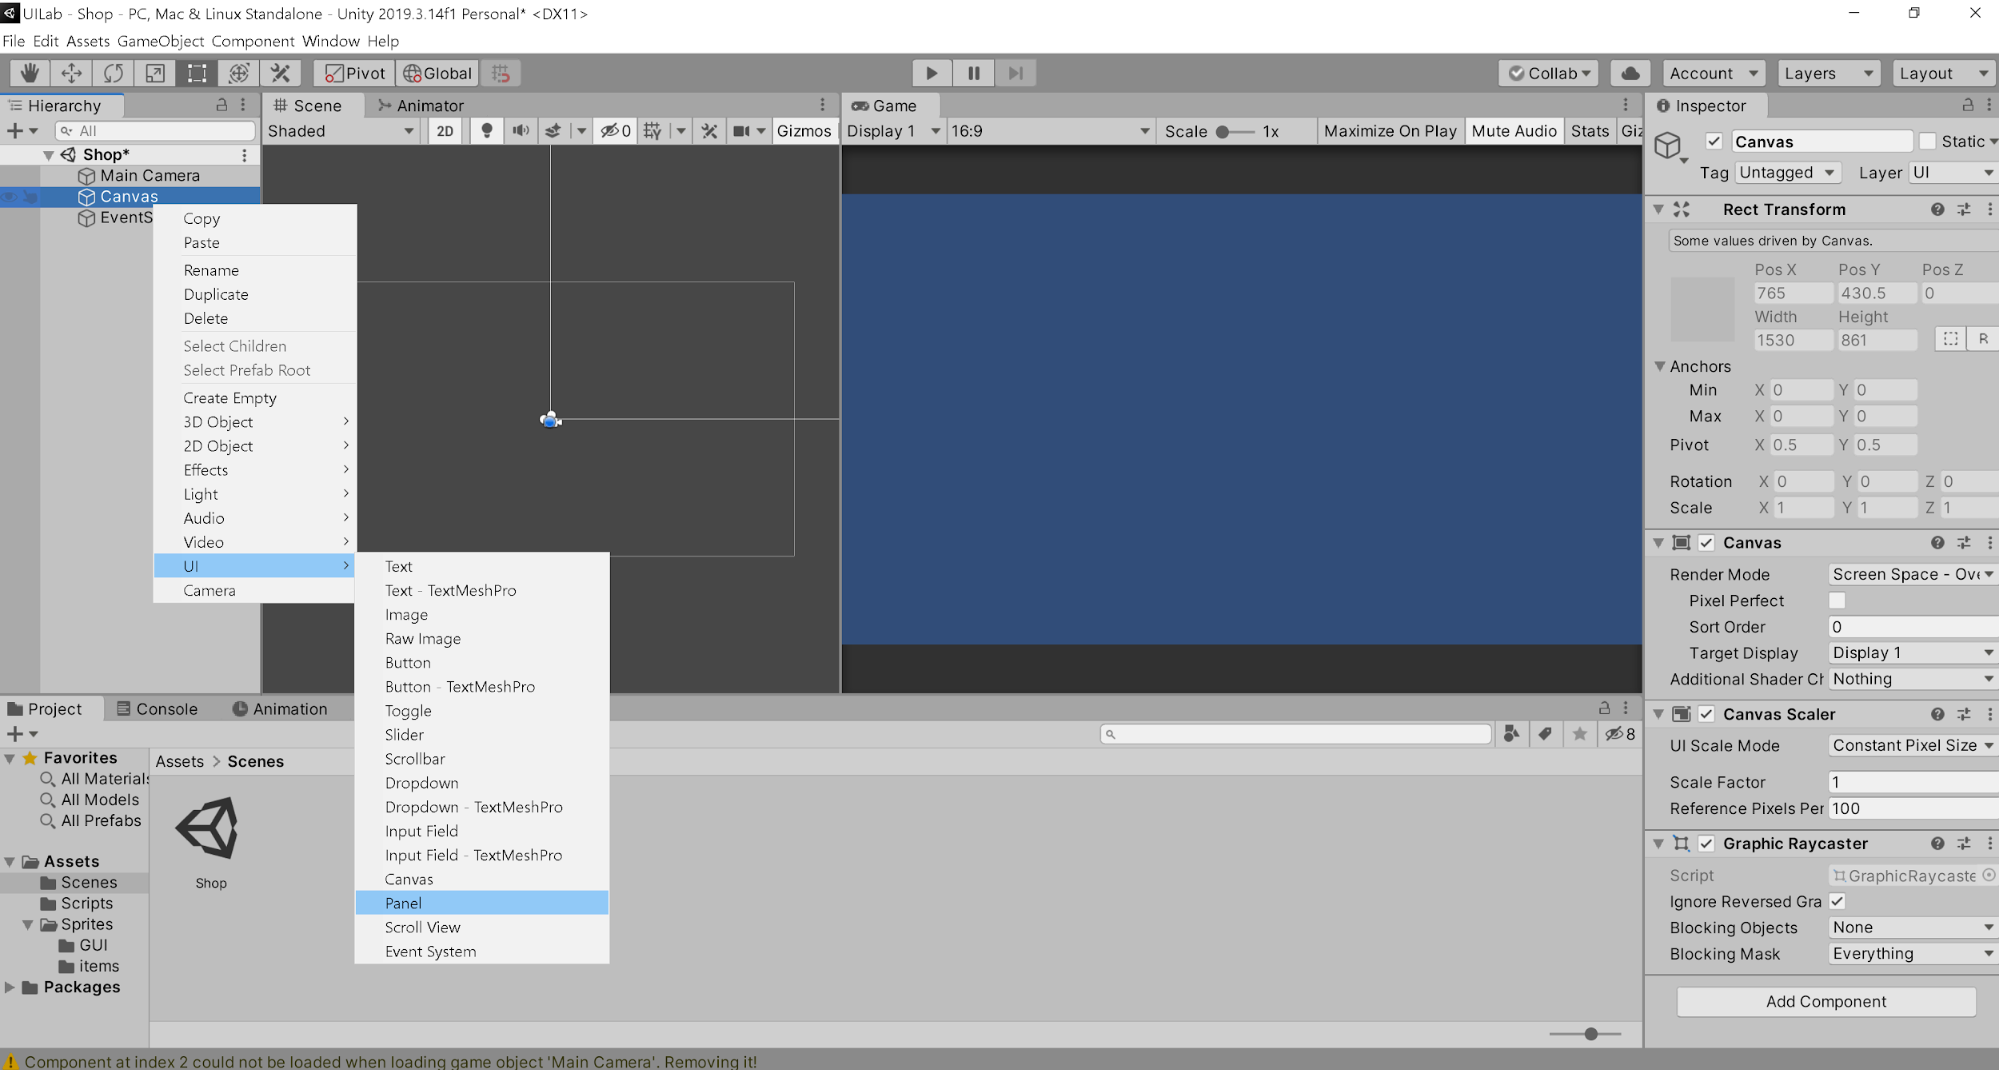 UILab - Shop - PC, Mac & Linux Standalone - Unity 2019.3.14f1 Personal* <DX11>
File Edit Assets GameObject Component Window Help
Pivot Global Collab Account Layers Layout
Hierarchy
All
Shop*
Main Camera
Canvas
EventS
Copy
Paste
Rename
Duplicate
Delete
Select Children
Select Prefab Root
Create Empty
3D Object
2D Object
Effects
Light
Audio
Video
UI
Camera
Text
Text - TextMeshPro
Image
Raw Image
Button
Button - TextMeshPro
Toggle
Slider
Scrollbar
Dropdown
Dropdown - TextMeshPro
Input Field
Input Field - TextMeshPro
Canvas
Panel
Scroll View
Event System
Scene Animator
Shaded 2D 0 Gizmos
Game
Display 1 16:9 Scale 1x Maximize On Play Mute Audio Stats Giz
Inspector
Canvas Static
Tag Untagged Layer UI
Rect Transform
Some values driven by Canvas.
Pos X Pos Y Pos Z
765 430.5 0
Width Height
1530 861 R
Anchors
Min X 0 Y 0
Max X 0 Y 0
Pivot X 0.5 Y 0.5
Rotation X 0 Y 0 Z 0
Scale X 1 Y 1 Z 1
Canvas
Render Mode Screen Space - Ove
Pixel Perfect
Sort Order 0
Target Display Display 1
Additional Shader Ch Nothing
Canvas Scaler
UI Scale Mode Constant Pixel Size
Scale Factor 1
Reference Pixels Per 100
Graphic Raycaster
Script GraphicRaycaste
Ignore Reversed Gra
Blocking Objects None
Blocking Mask Everything
Add Component
Project Console Animation
8
Favorites
All Materials
All Models
All Prefabs
Assets
Scenes
Scripts
Sprites
GUI
items
Packages
Assets > Scenes
Shop
Component at index 2 could not be loaded when loading game object 'Main Camera'. Removing it!